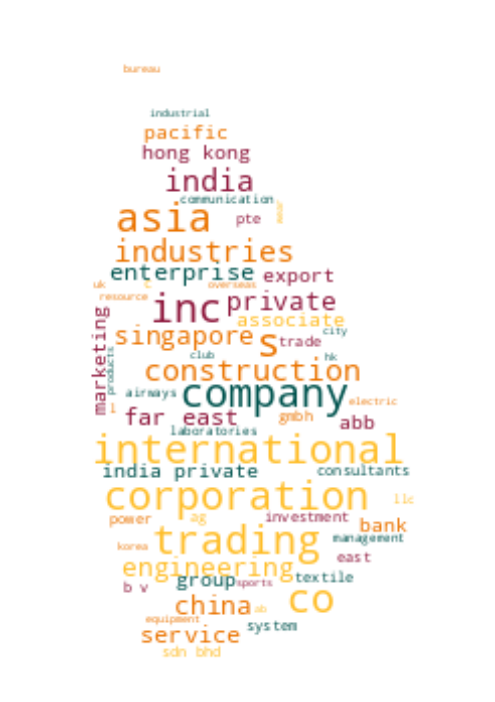 bureau
industrial
pacific
hong kong
india
communication
asia
pte
industries
enterprise
export
uk
c
overseas
resource
inc
private
associate
marketing
singapore
s
trade
city
club
hk
products
construction
company
airways
electric
l
far east
gmbh
abb
laboratories
international
india private
consultants
corporation
llc
power
ag
investment
bank
trading
management
korea
east
engineering
group
sports
textile
b v
china
ab
co
equipment
system
service
sdn bhd